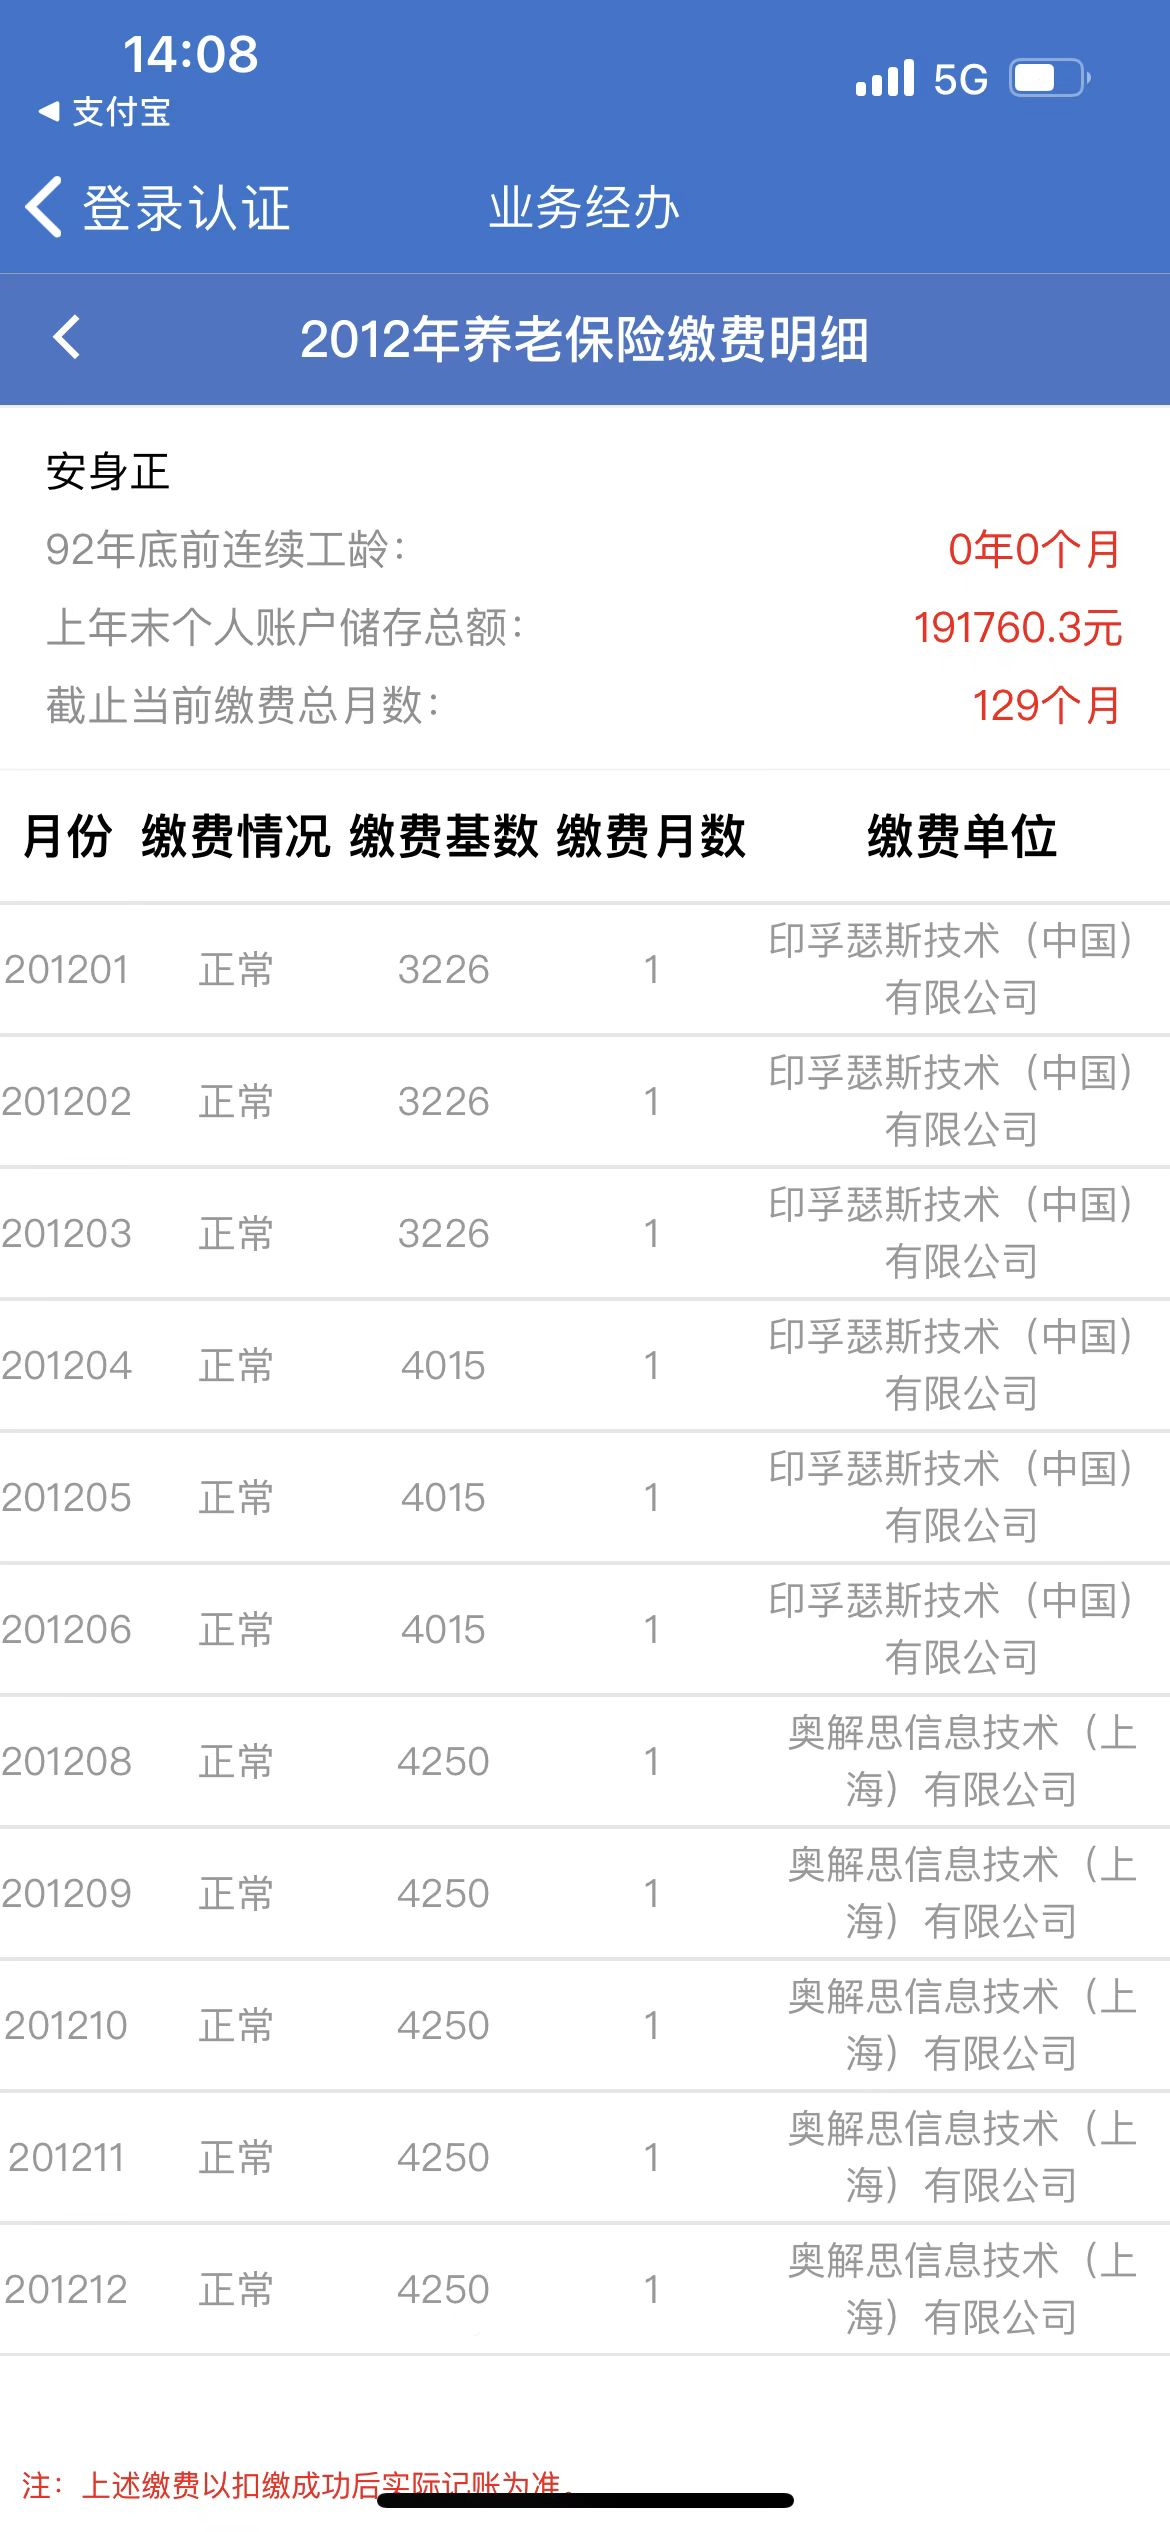 14:08
5G
支付宝
登录认证
业务经办
2012年养老保险缴费明细
安身正
92年底前连续工龄： 0年0个月
上年末个人账户储存总额： 191760.3元
截止当前缴费总月数： 129个月
月份 缴费情况 缴费基数 缴费月数 缴费单位
201201 正常 3226 1 印孚瑟斯技术（中国）
有限公司
201202 正常 3226 1 印孚瑟斯技术（中国）
有限公司
201203 正常 3226 1 印孚瑟斯技术（中国）
有限公司
201204 正常 4015 1 印孚瑟斯技术（中国）
有限公司
201205 正常 4015 1 印孚瑟斯技术（中国）
有限公司
201206 正常 4015 1 印孚瑟斯技术（中国）
有限公司
201208 正常 4250 1 奥解思信息技术（上
海）有限公司
201209 正常 4250 1 奥解思信息技术（上
海）有限公司
201210 正常 4250 1 奥解思信息技术（上
海）有限公司
201211 正常 4250 1 奥解思信息技术（上
海）有限公司
201212 正常 4250 1 奥解思信息技术（上
海）有限公司
注：上述缴费以扣缴成功后实际记账为准。